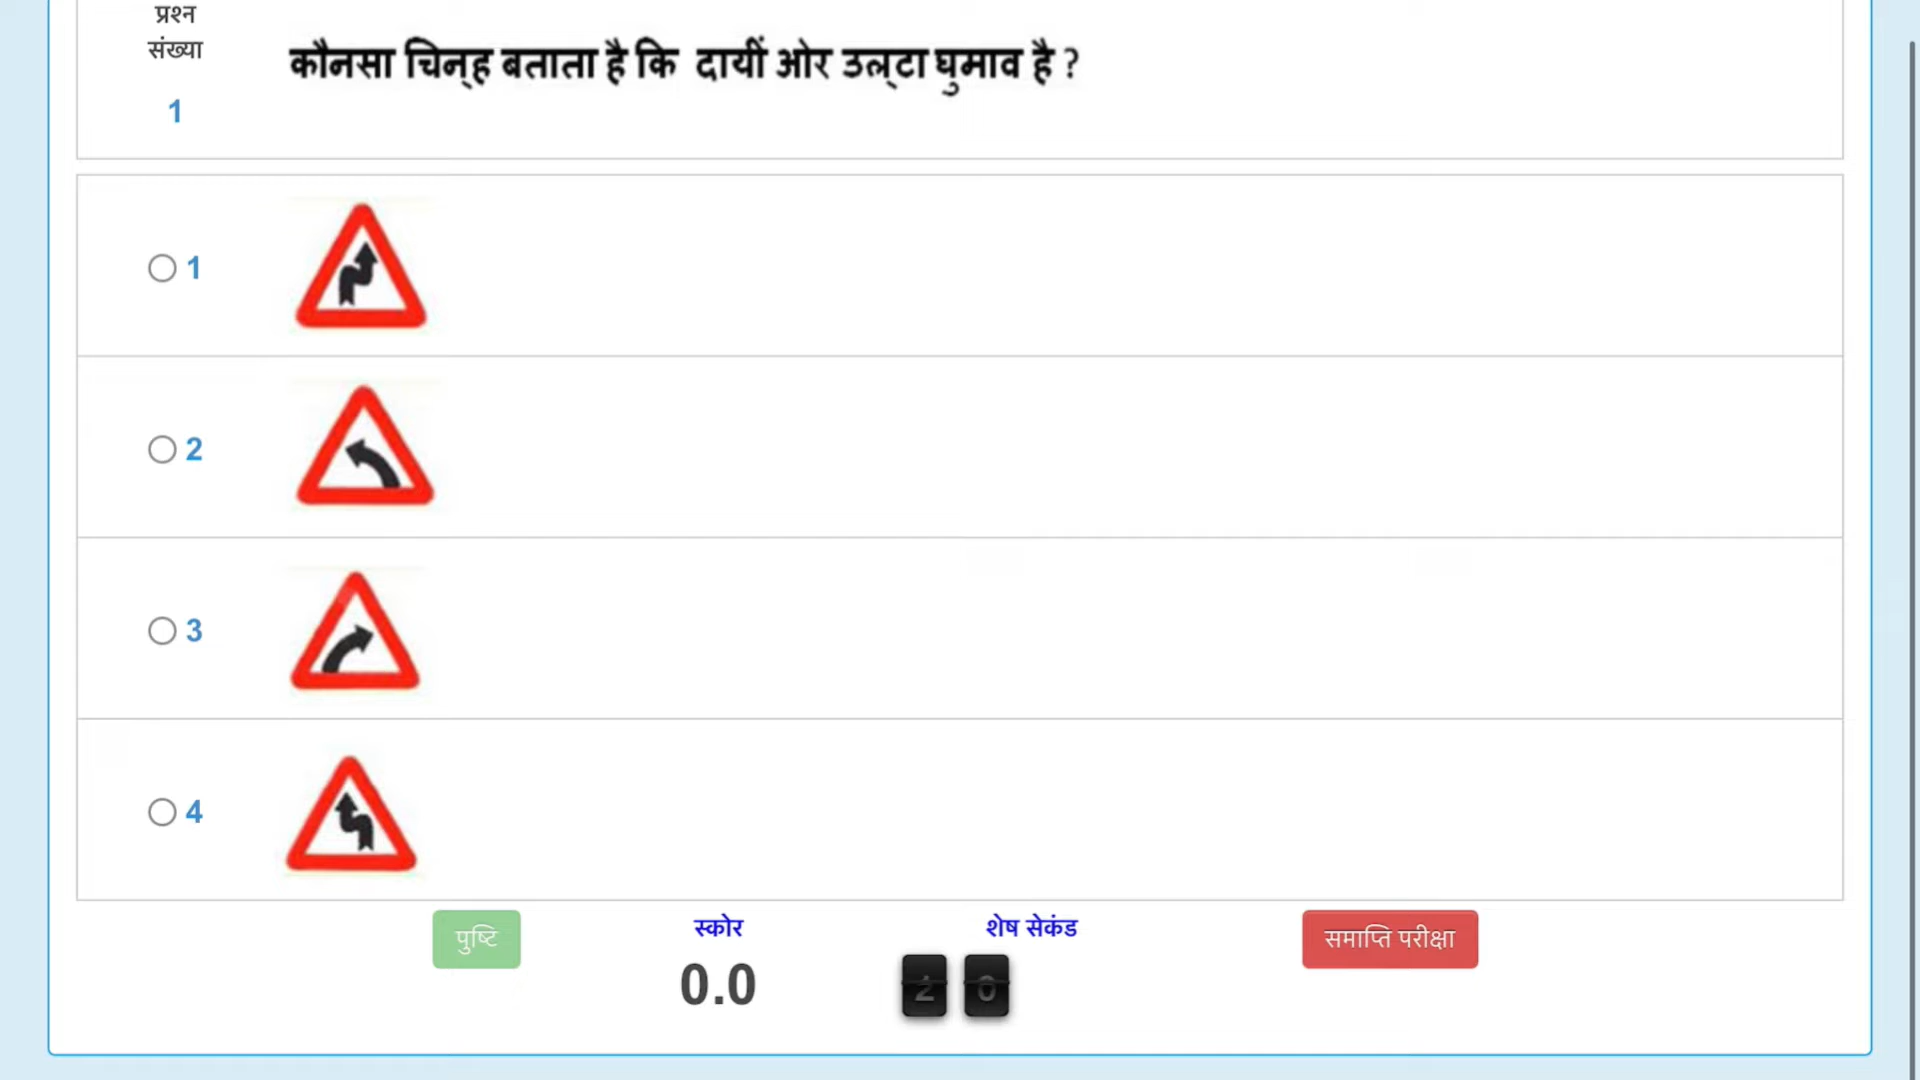 प्रश्न
संख्या
1
कौनसा चिन्ह बताता है कि दायीं ओर उल्टा घुमाव है ?
1
2
3
4
पुष्टि
स्कोर
शेष सेकंड
समाप्ति परीक्षा
0.0